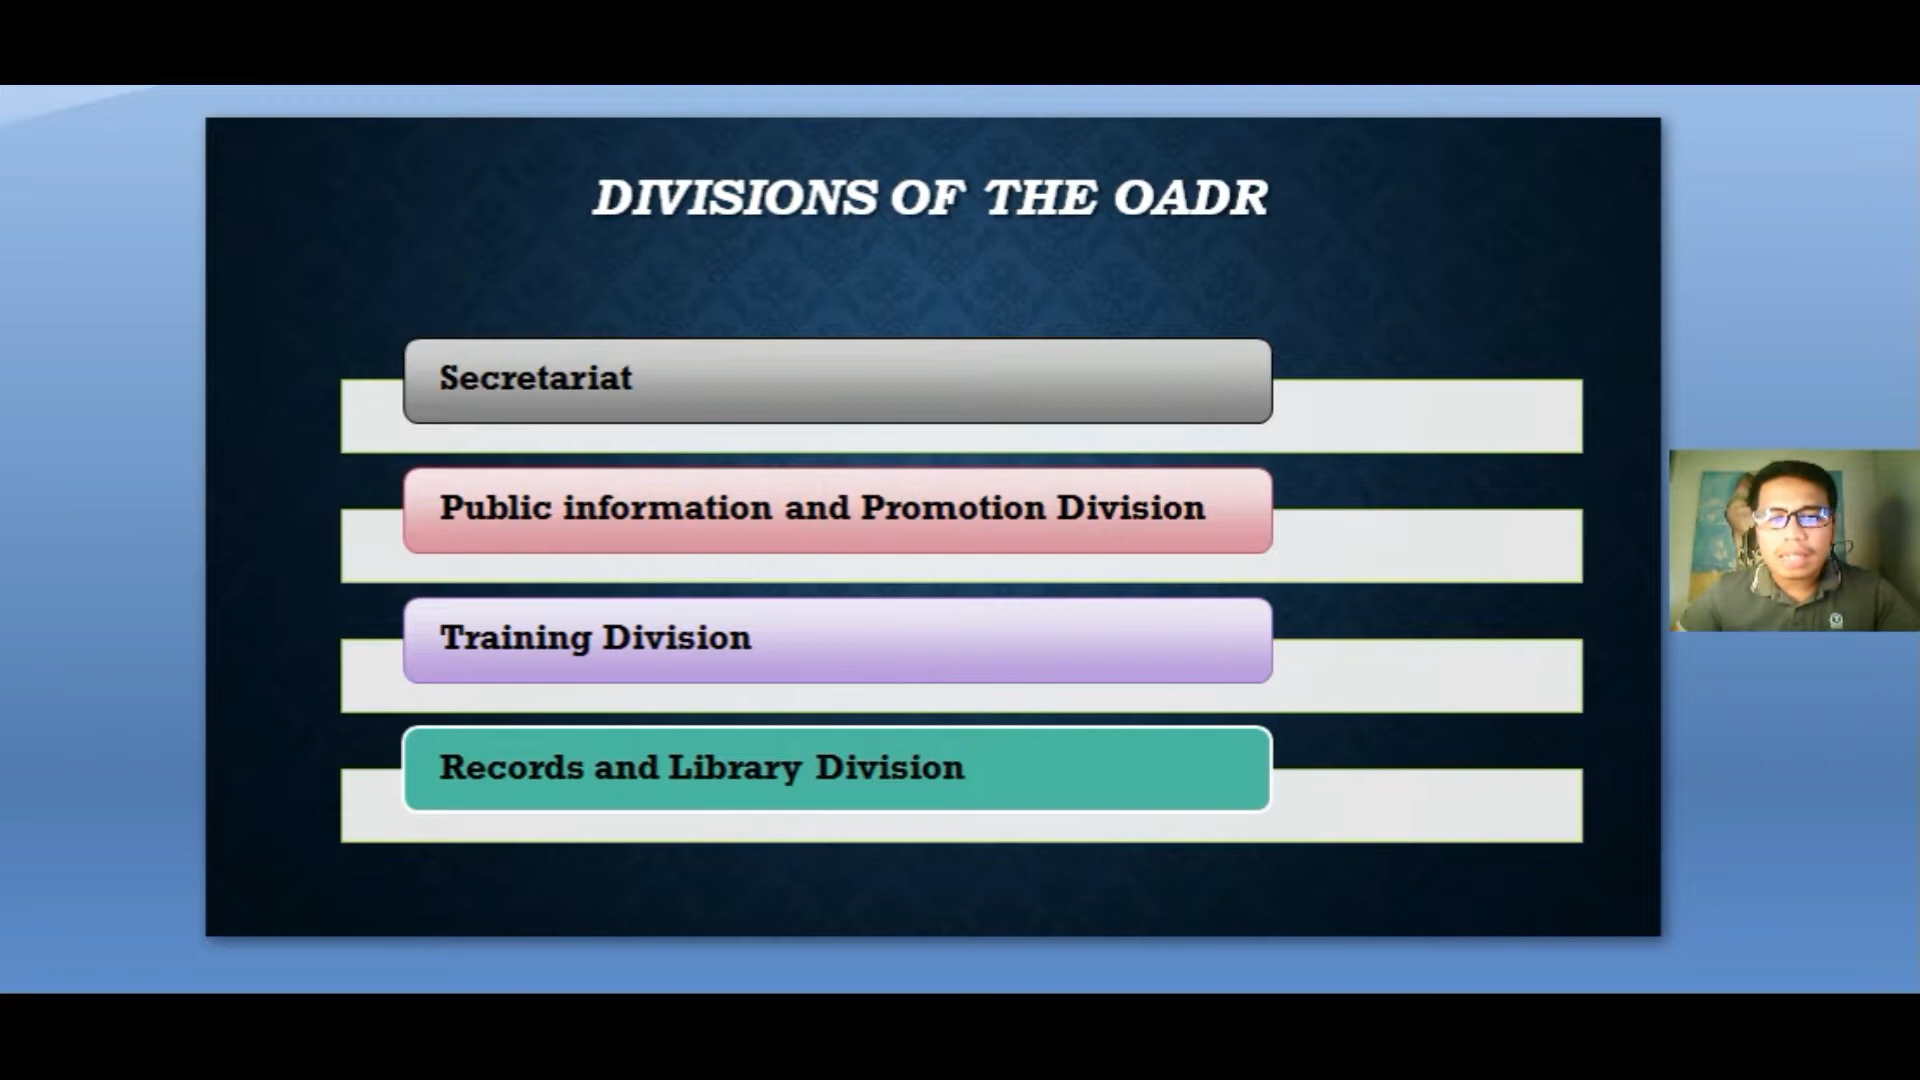 DIVISIONS OF THE OADR
Secretariat
Public information and Promotion Division
Training Division
Records and Library Division